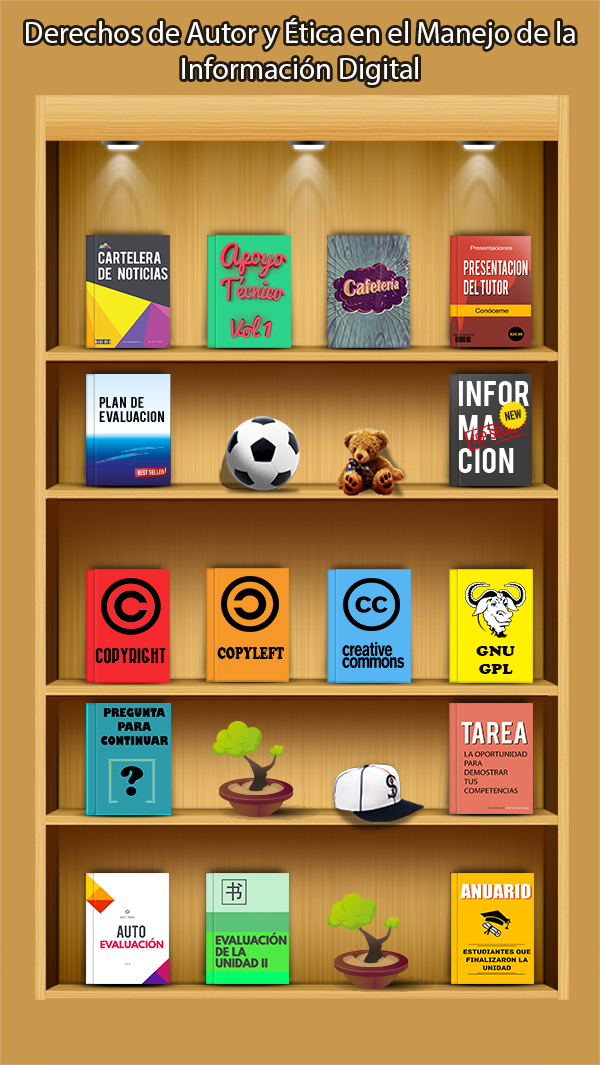 Derechos de Autor y Ética en el Manejo de la
Información Digital
CARTELERA
DE NOTICIAS
Apoyo
Técnico
Vol 1
Cafetería
Presentaciones
PRESENTACION
DEL TUTOR
Conóceme
PLAN DE
EVALUACION
BEST SELLER!
INFOR
MA
CION
NEW
COPYRIGHT
COPYLEFT
cc
creative
commons
GNU
GPL
PREGUNTA
PARA
CONTINUAR
?
TAREA
LA OPORTUNIDAD
PARA
DEMOSTRAR
TUS
COMPETENCIAS
AUTO
EVALUACIÓN
书
EVALUACIÓN
DE LA
UNIDAD II
ANUARIO
ESTUDIANTES QUE
FINALIZARON LA
UNIDAD